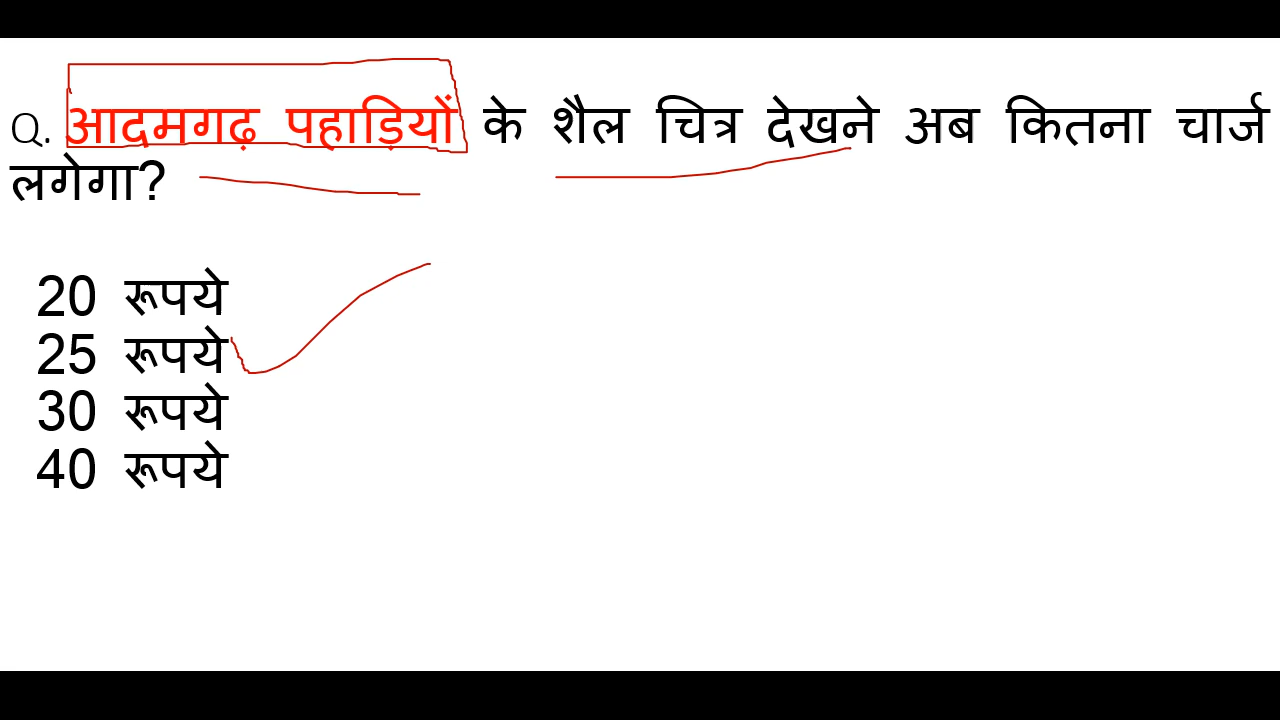 Q. आदमगढ़ पहाड़ियों के शैल चित्र देखने अब कितना चार्ज
लगेगा?
20 रूपये
25 रूपये
30 रूपये
40 रूपये